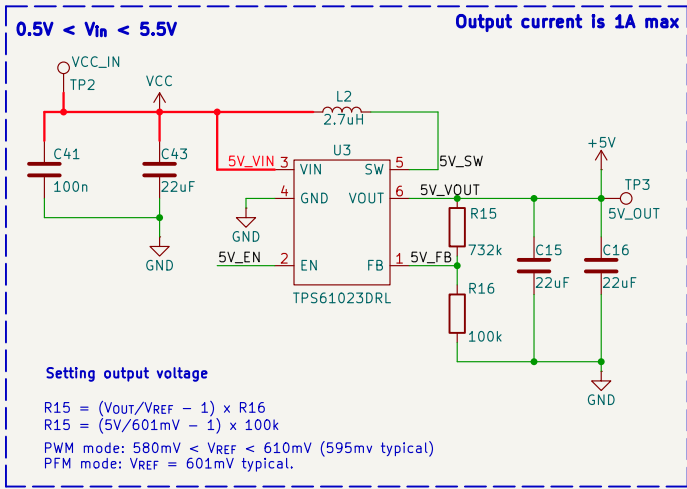 0.5V < Vin < 5.5V
Output current is 1A max
VCC_IN
TP2
VCC
L2
2.7uH
C41
100n
C43
22uF
GND
5V_VIN
U3
3 VIN
SW 5
5V_SW
4 GND
VOUT 6
5V_VOUT
GND
2 EN
5V_EN
FB 1
5V_FB
TPS61023DRL
R15
732k
R16
100k
+5V
TP3
5V_OUT
C15
22uF
C16
22uF
GND
Setting output voltage
R15 = (VOUT/VREF - 1) x R16
R15 = (5V/601mV - 1) x 100k
PWM mode: 580mV < VREF < 610mV (595mv typical)
PFM mode: VREF = 601mV typical.